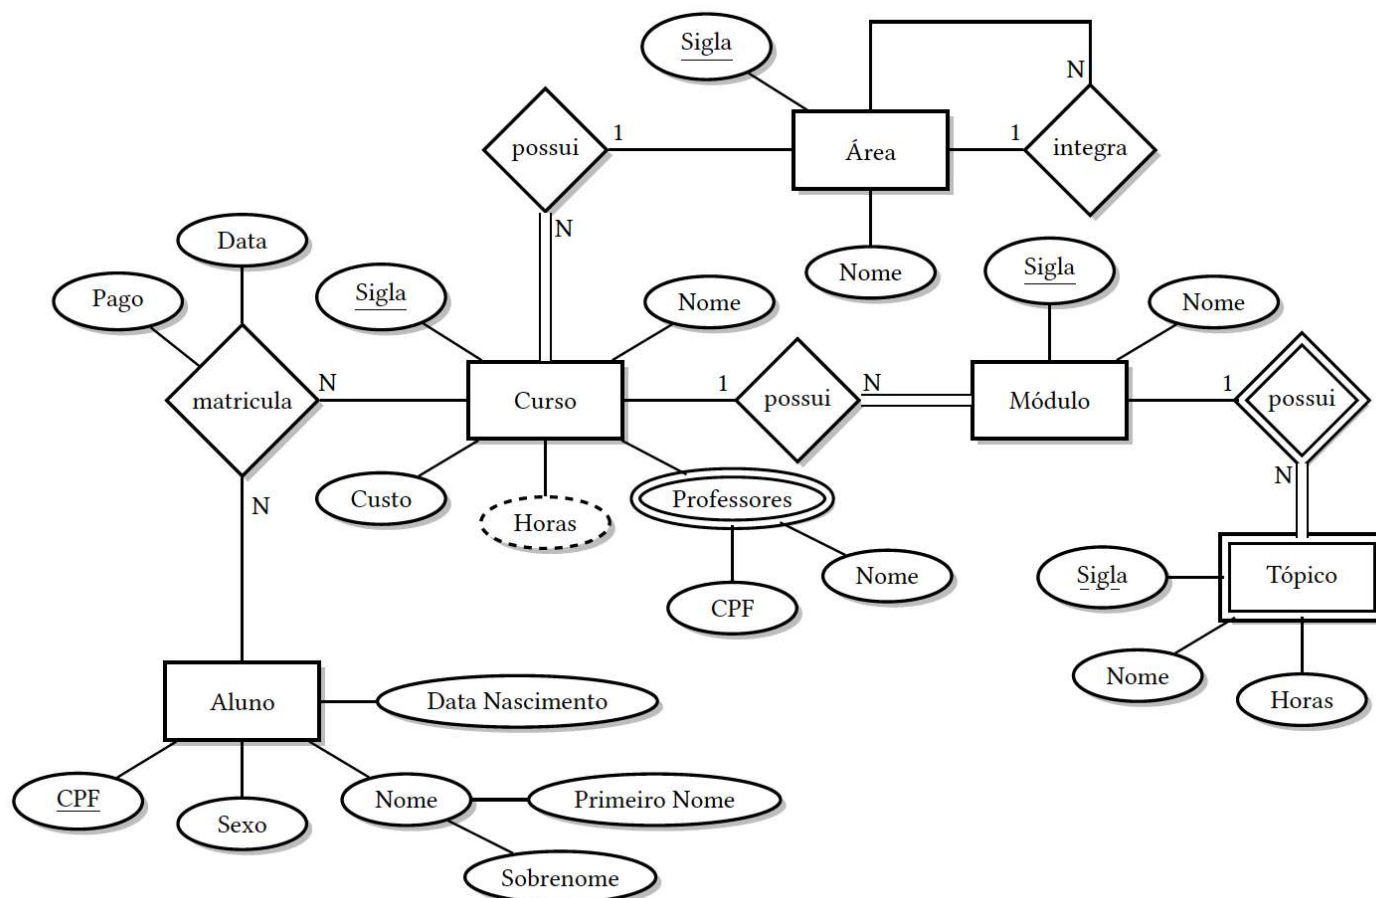 Sigla
N
possui
1
Área
1
integra
N
Data
Nome
Sigla
Pago
Sigla
Nome
Nome
matricula
N
Curso
1
possui
N
Módulo
1
possui
N
Custo
Horas
Professores
N
Sigla
Tópico
CPF
Nome
Nome
Horas
Aluno
Data Nascimento
CPF
Sexo
Nome
Primeiro Nome
Sobrenome